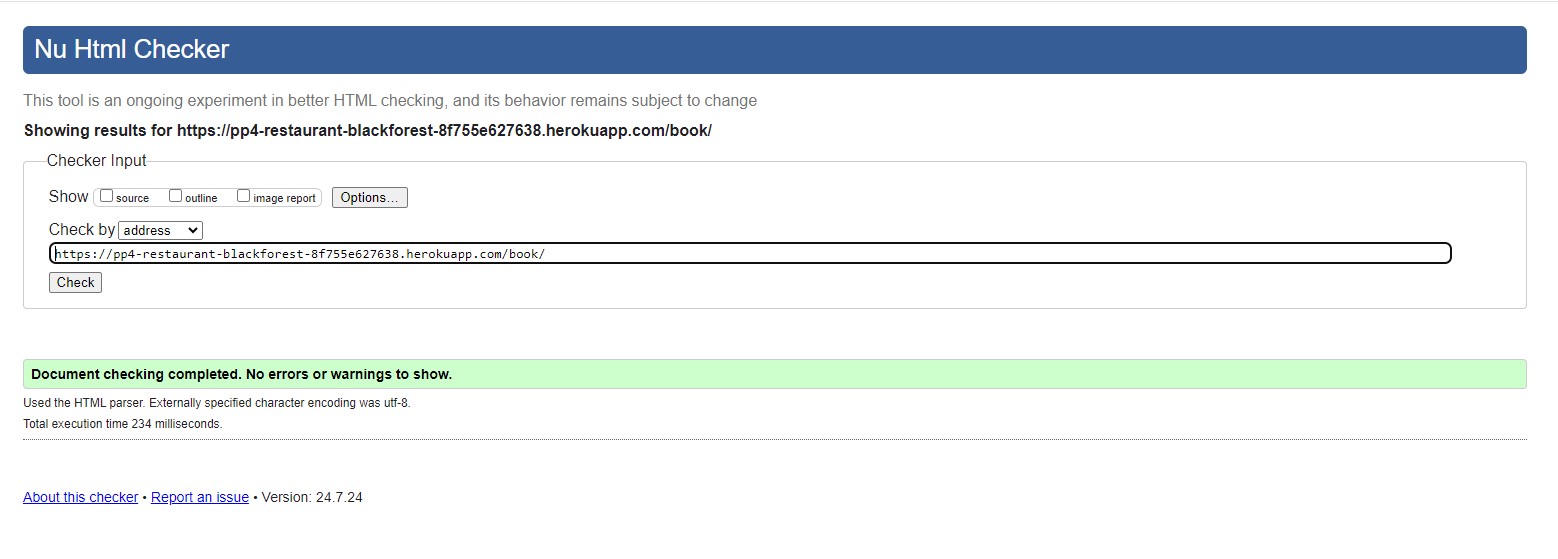 Nu Html Checker
This tool is an ongoing experiment in better HTML checking, and its behavior remains subject to change
Showing results for https://pp4-restaurant-blackforest-8f755e627638.herokuapp.com/book/
Checker Input
Show source outline image report Options...
Check by address
https://pp4-restaurant-blackforest-8f755e627638.herokuapp.com/book/
Check
Document checking completed. No errors or warnings to show.
Used the HTML parser. Externally specified character encoding was utf-8.
Total execution time 234 milliseconds.
About this checker • Report an issue • Version: 24.7.24